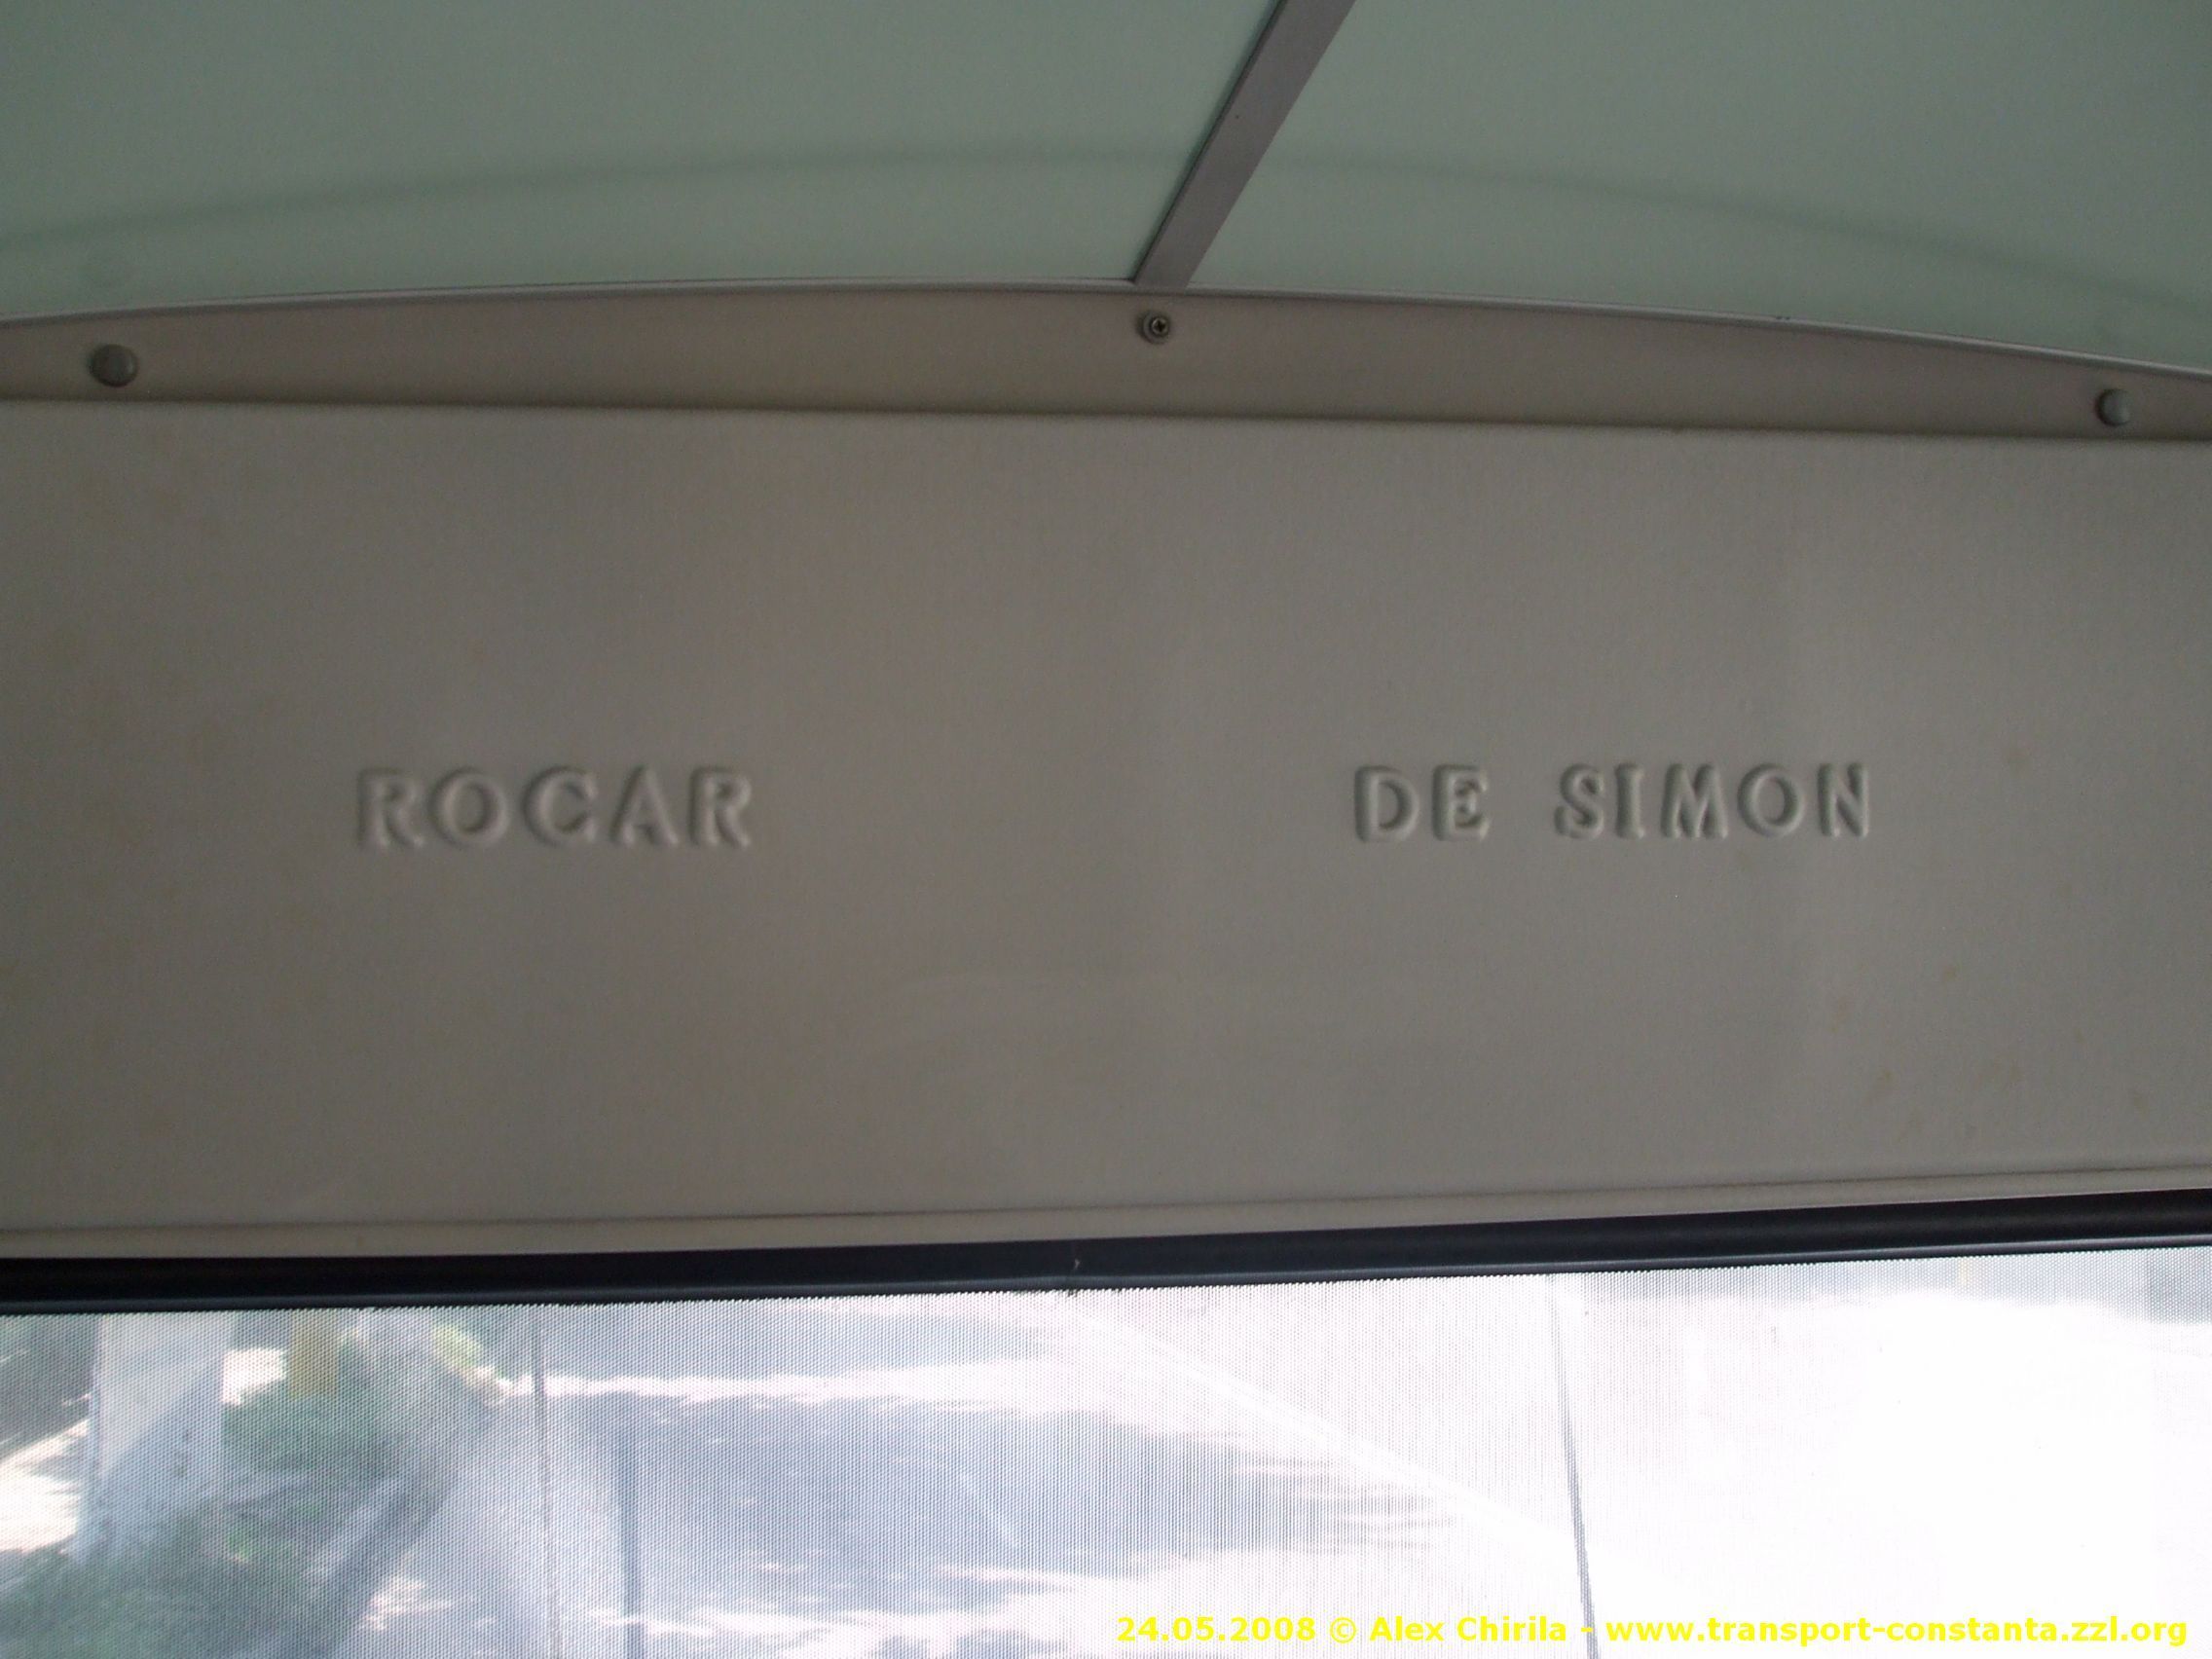 ROCAR DE SIMON
24.05.2008 © Alex Chirila - www.transport-constanta.zzl.org